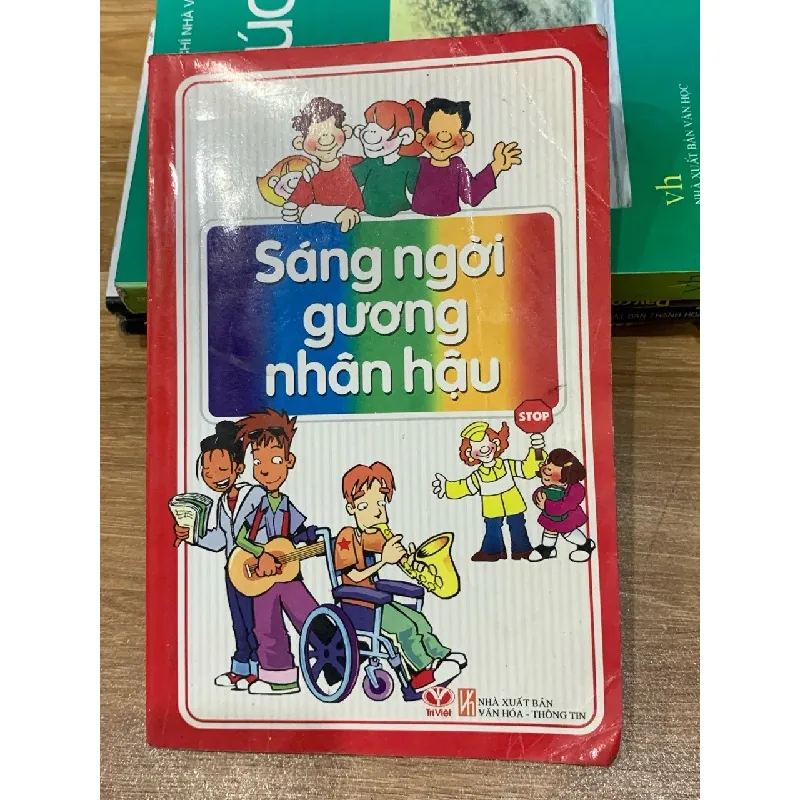 Sáng ngời
gương
nhân hậu
STOP
Trí Việt
VH
NHÀ XUẤT BẢN
VĂN HÓA - THÔNG TIN
vh
NHÀ XUẤT BẢN VĂN HỌC